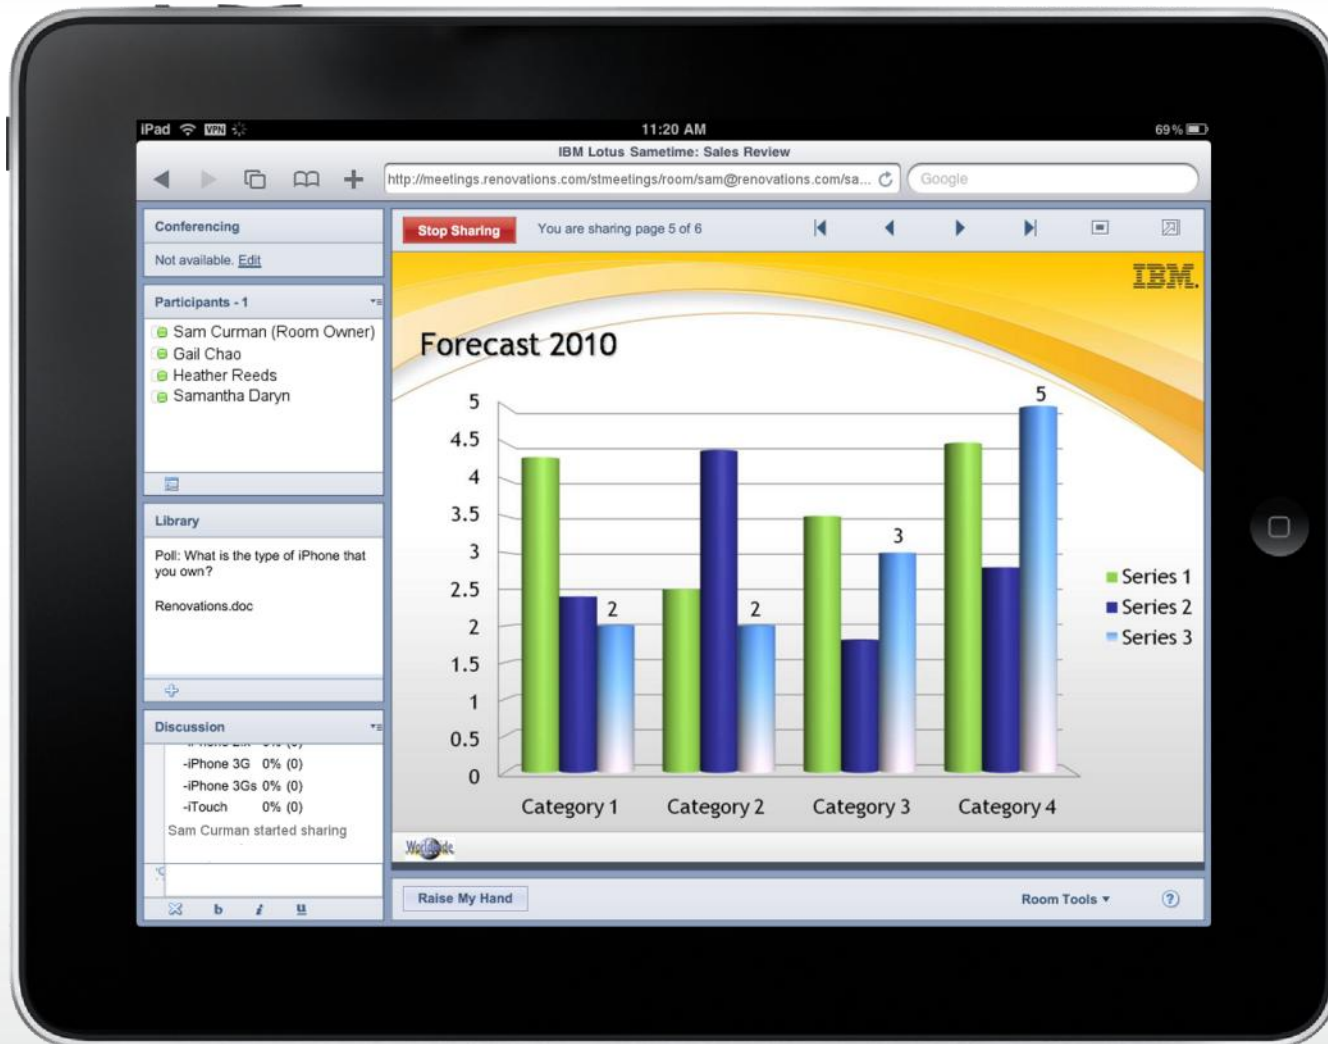 iPad VPN 11:20 AM 69%
IBM Lotus Sametime: Sales Review
http://meetings.renovations.com/stmeetings/room/sam@renovations.com/sa... Google
Conferencing
Not available. Edit
Participants - 1
Sam Curman (Room Owner)
Gail Chao
Heather Reeds
Samantha Daryn
Library
Poll: What is the type of iPhone that
you own?
Renovations.doc
Discussion
-iPhone 3G 0% (0)
-iPhone 3Gs 0% (0)
-iTouch 0% (0)
Sam Curman started sharing
b i u
Stop Sharing You are sharing page 5 of 6
IBM.
Forecast 2010
5
4.5
4
3.5
3
2.5
2
1.5
1
0.5
0
2
2
3
5
Category 1 Category 2 Category 3 Category 4
Series 1
Series 2
Series 3
Worldwide
Raise My Hand Room Tools ?